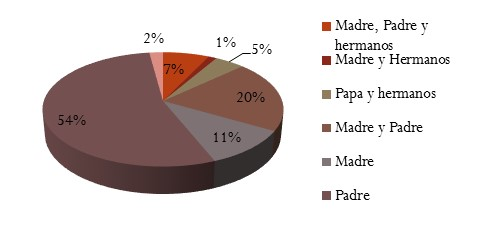 2%
7%
1%
5%
20%
11%
54%
Madre, Padre y
hermanos
Madre y Hermanos
Papa y hermanos
Madre y Padre
Madre
Padre